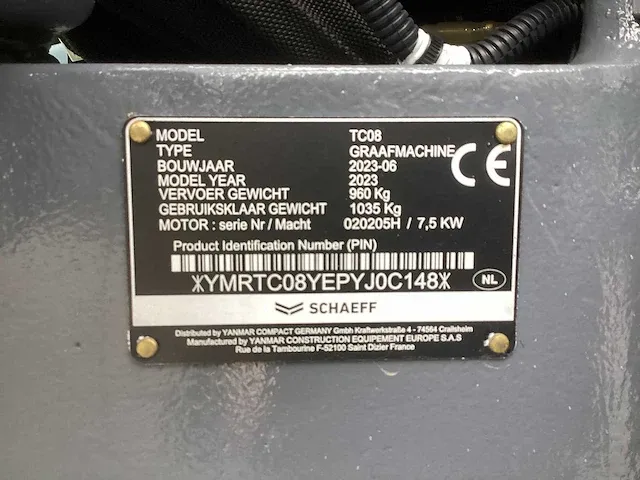 MODEL TC08
TYPE GRAAFMACHINE
BOUWJAAR 2023-06
MODEL YEAR 2023
VERVOER GEWICHT 960 Kg
GEBRUIKSKLAAR GEWICHT 1035 Kg
MOTOR : serie Nr / Macht 020205H / 7,5 KW
CE
Product Identification Number (PIN)
*YMRTC08YEPYJ0C148*
NL
SCHAEFF
Distributed by YANMAR COMPACT GERMANY Gmbh Kraftwerkstraße 4 - 74564 Crailsheim
Manufactured by YANMAR CONSTRUCTION EQUIPEMENT EUROPE S.A.S
Rue de la Tambourine F-52100 Saint Dizier France